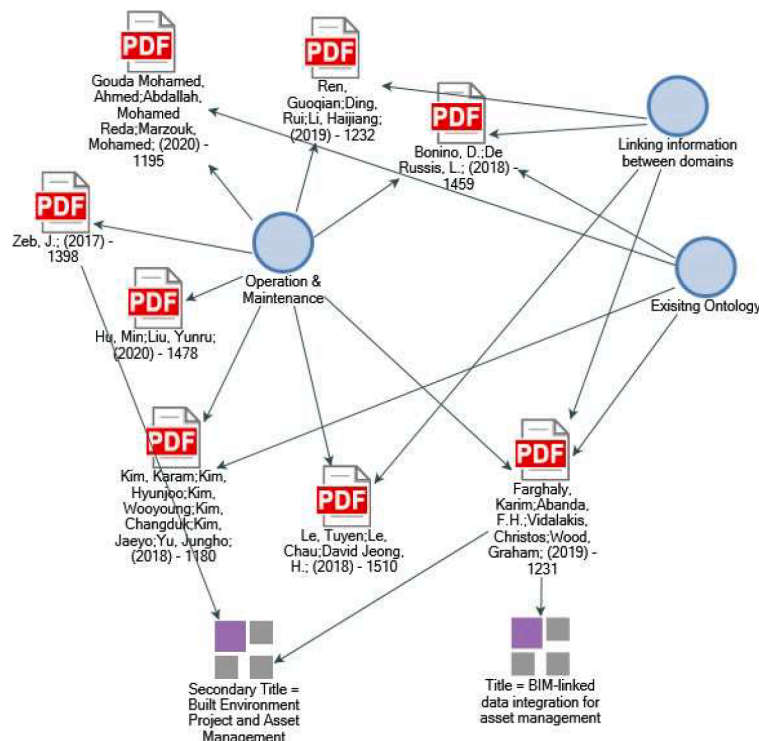 PDF
Gouda Mohamed,
Ahmed;Abdallah,
Mohamed
Reda;Marzouk,
Mohamed; (2020) -
1195
PDF
Ren,
Guoqian;Ding,
Rui;Li, Haijiang;
(2019) - 1232
PDF
Bonino, D.;De
Russis, L.; (2018) -
1459
Linking information
between domains
PDF
Zeb, J.; (2017) -
1398
Operation &
Maintenance
Exisitng Ontology
PDF
Hu, Min;Liu, Yunru;
(2020) - 1478
PDF
Kim, Karam;Kim,
Hyunjoo;Kim,
Wooyoung;Kim,
Changduk;Kim,
Jaeyo;Yu, Jungho;
(2018) - 1180
PDF
Le, Tuyen;Le,
Chau;David Jeong,
H.; (2018) - 1510
PDF
Farghaly,
Karim;Abanda,
F.H.;Vidalakis,
Christos;Wood,
Graham; (2019) -
1231
Secondary Title =
Built Environment
Project and Asset
Management
Title = BIM-linked
data integration for
asset management